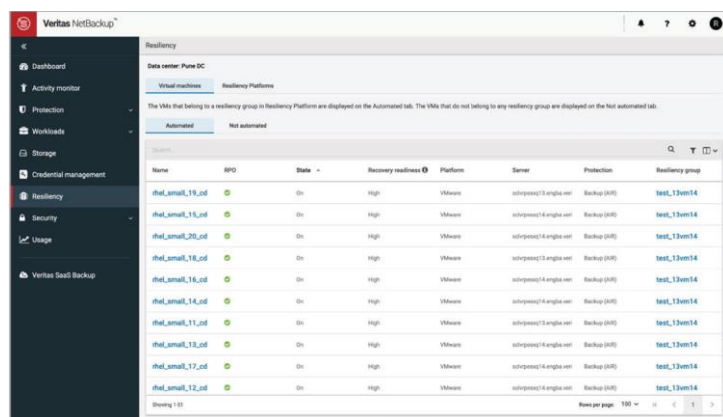 Veritas NetBackup™
R
Resiliency
Dashboard
Activity monitor
Protection
Workloads
Storage
Credential management
Resiliency
Security
Usage
Veritas SaaS Backup
Data center: Pune DC
Virtual machines Resiliency Platforms
The VMs that belong to a resiliency group in Resiliency Platform are displayed on the Automated tab. The VMs that do not belong to any resiliency group are displayed on the Not automated tab.
Automated Not automated
Search...
Name RPO State Recovery readiness Platform Server Protection Resiliency group
rhel_small_19_cd On High VMware Backup (AIR) test_13vm14
rhel_small_15_cd On High VMware Backup (AIR) test_13vm14
rhel_small_20_cd On High VMware Backup (AIR) test_13vm14
rhel_small_18_cd On High VMware Backup (AIR) test_13vm14
rhel_small_16_cd On High VMware Backup (AIR) test_13vm14
rhel_small_14_cd On High VMware Backup (AIR) test_13vm14
rhel_small_11_cd On High VMware Backup (AIR) test_13vm14
rhel_small_13_cd On High VMware Backup (AIR) test_13vm14
rhel_small_17_cd On High VMware Backup (AIR) test_13vm14
rhel_small_12_cd On High VMware Backup (AIR) test_13vm14
Rows per page: 100 1